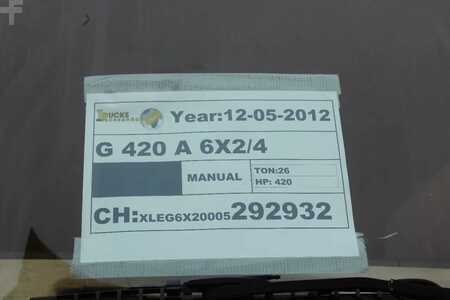 TRUCKS Year:12-05-2012
G 420 A 6X2/4
MANUAL
TON:26
HP: 420
CH:XLEG6X20005292932